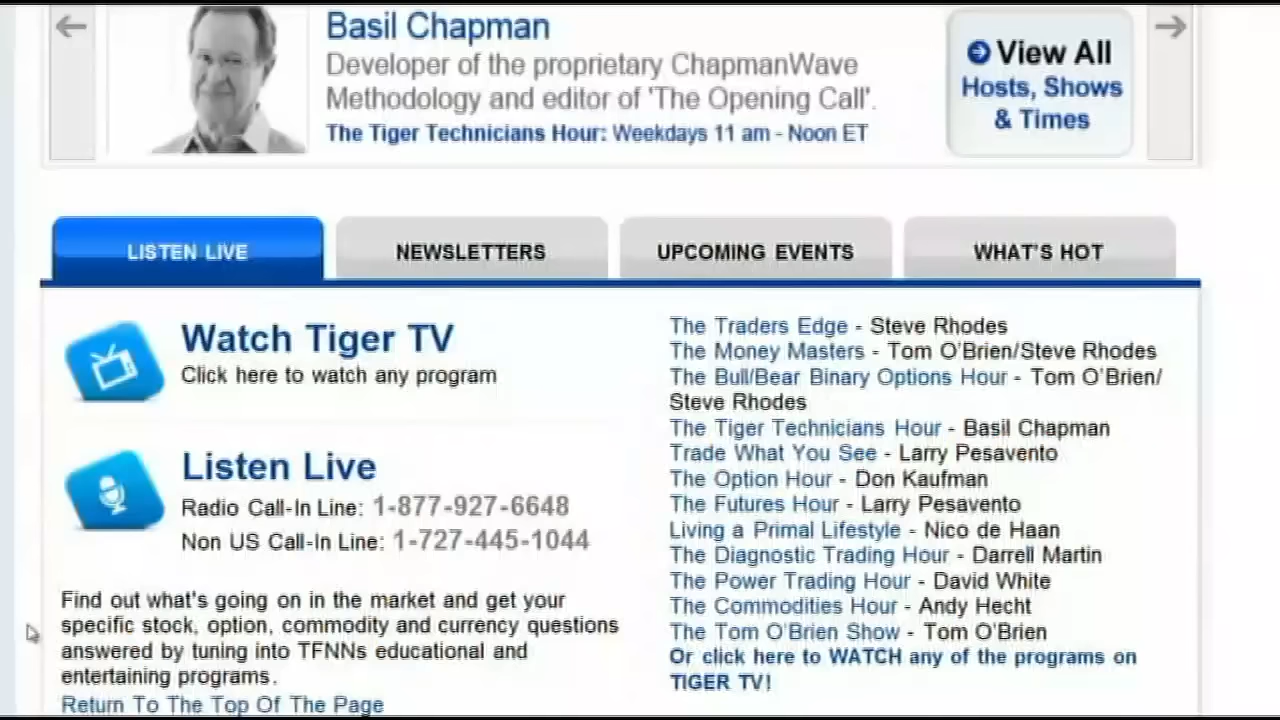 Basil Chapman
Developer of the proprietary ChapmanWave
Methodology and editor of 'The Opening Call'.
The Tiger Technicians Hour: Weekdays 11 am - Noon ET
View All
Hosts, Shows
& Times
LISTEN LIVE
NEWSLETTERS
UPCOMING EVENTS
WHAT'S HOT
Watch Tiger TV
Click here to watch any program
Listen Live
Radio Call-In Line: 1-877-927-6648
Non US Call-In Line: 1-727-445-1044
Find out what's going on in the market and get your
specific stock, option, commodity and currency questions
answered by tuning into TFNNs educational and
entertaining programs.
Return To The Top Of The Page
The Traders Edge - Steve Rhodes
The Money Masters - Tom O'Brien/Steve Rhodes
The Bull/Bear Binary Options Hour - Tom O'Brien/
Steve Rhodes
The Tiger Technicians Hour - Basil Chapman
Trade What You See - Larry Pesavento
The Option Hour - Don Kaufman
The Futures Hour - Larry Pesavento
Living a Primal Lifestyle - Nico de Haan
The Diagnostic Trading Hour - Darrell Martin
The Power Trading Hour - David White
The Commodities Hour - Andy Hecht
The Tom O'Brien Show - Tom O'Brien
Or click here to WATCH any of the programs on
TIGER TV!